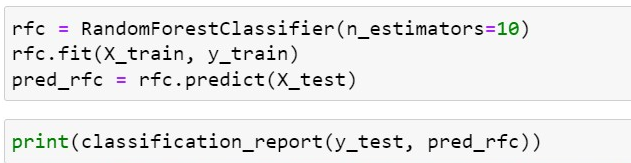 rfc = RandomForestClassifier(n_estimators=10)
rfc.fit(X_train, y_train)
pred_rfc = rfc.predict(X_test)
print(classification_report(y_test, pred_rfc))